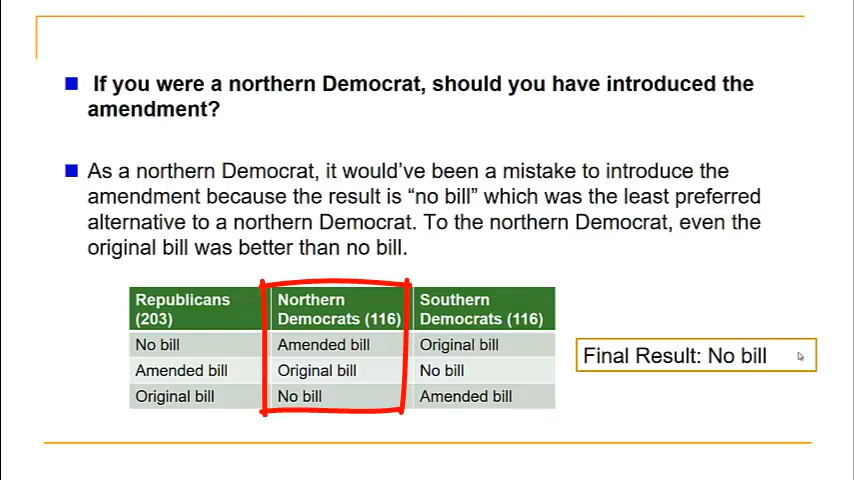 If you were a northern Democrat, should you have introduced the
amendment?
As a northern Democrat, it would've been a mistake to introduce the
amendment because the result is “no bill” which was the least preferred
alternative to a northern Democrat. To the northern Democrat, even the
original bill was better than no bill.
Republicans (203) Northern Democrats (116) Southern Democrats (116)
No bill Amended bill Original bill
Amended bill Original bill No bill
Original bill No bill Amended bill
Final Result: No bill